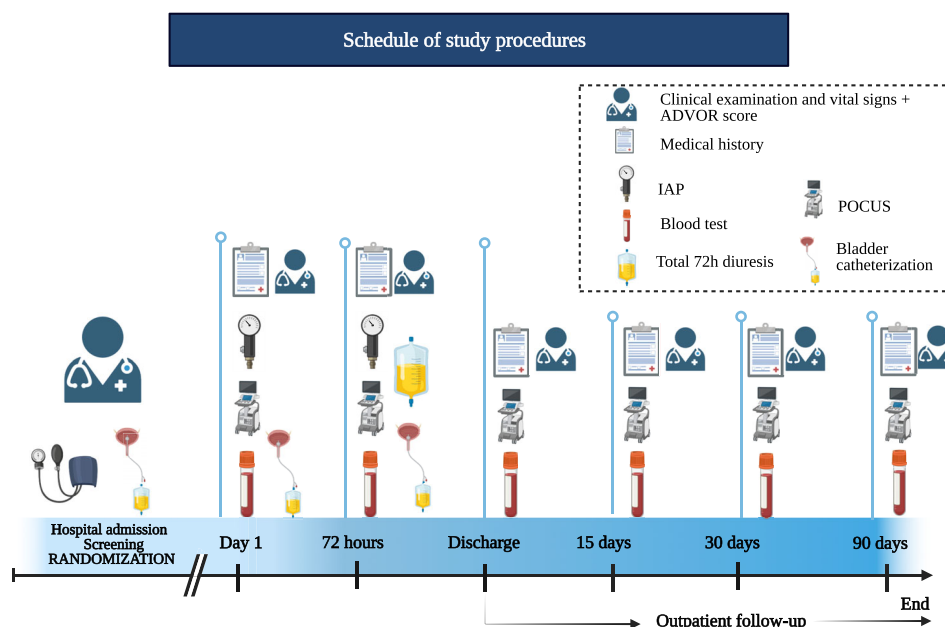 Schedule of study procedures
Clinical examination and vital signs +
ADVOR score
Medical history
IAP
POCUS
Blood test
Bladder
catheterization
Total 72h diuresis
Hospital admission
Screening
RANDOMIZATION
Day 1
72 hours
Discharge
15 days
30 days
90 days
End
Outpatient follow-up